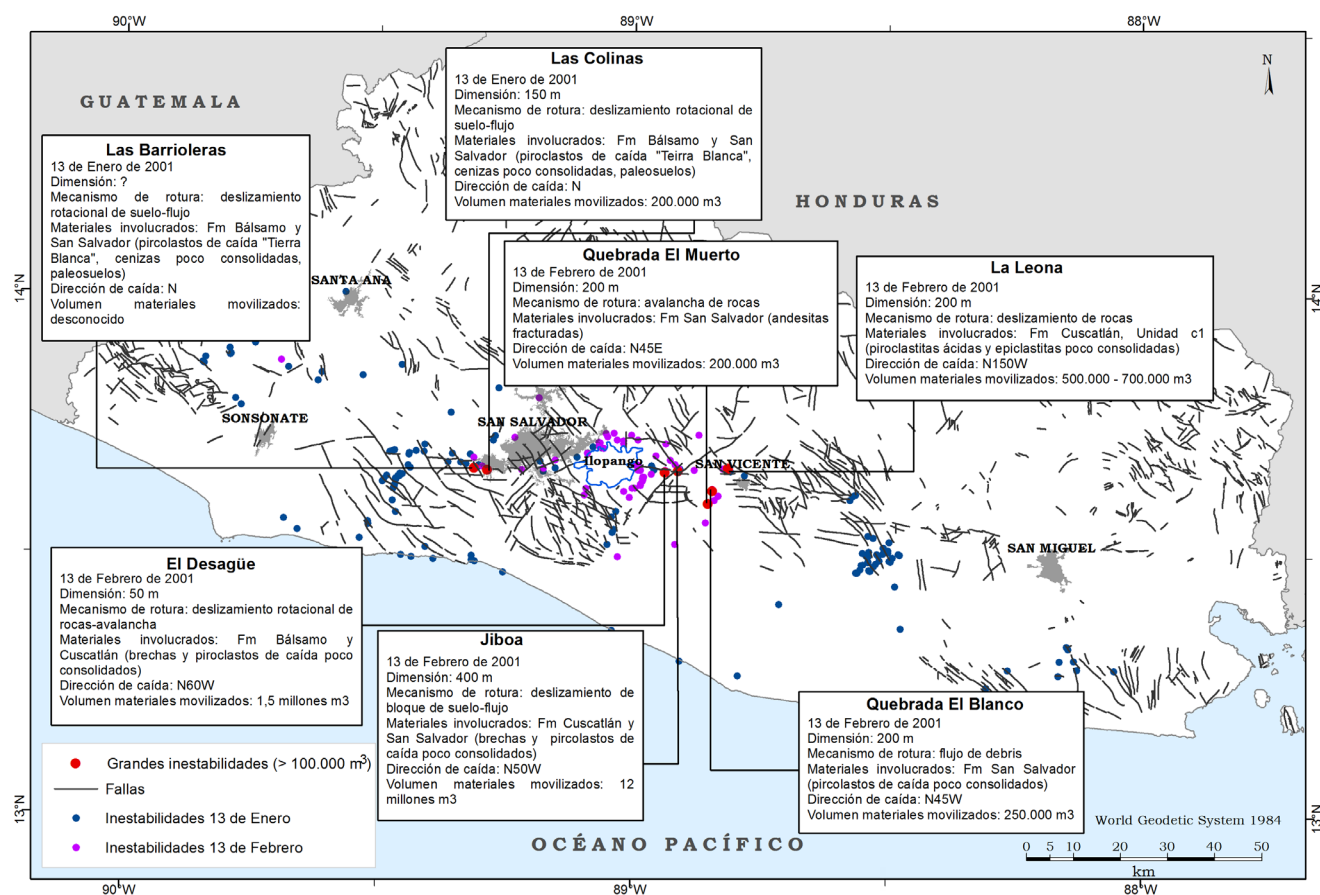 90°W
89°W
88°W
N
GUATEMALA
HONDURAS
Las Colinas
13 de Enero de 2001
Dimensión: 150 m
Mecanismo de rotura: deslizamiento rotacional de
suelo-flujo
Materiales involucrados: Fm Bálsamo y San
Salvador (piroclastos de caída "Teirra Blanca",
cenizas poco consolidadas, paleosuelos)
Dirección de caída: N
Volumen materiales movilizados: 200.000 m3
Las Barrioleras
13 de Enero de 2001
Dimensión: ?
Mecanismo de rotura: deslizamiento
rotacional de suelo-flujo
Materiales involucrados: Fm Bálsamo y
San Salvador (pircolastos de caída "Tierra
Blanca", cenizas poco consolidadas,
paleosuelos)
Dirección de caída: N
Volumen materiales movilizados:
desconocido
Quebrada El Muerto
13 de Febrero de 2001
Dimensión: 200 m
Mecanismo de rotura: avalancha de rocas
Materiales involucrados: Fm San Salvador (andesitas
fracturadas)
Dirección de caída: N45E
Volumen materiales movilizados: 200.000 m3
La Leona
13 de Febrero de 2001
Dimensión: 200 m
Mecanismo de rotura: deslizamiento de rocas
Materiales involucrados: Fm Cuscatlán, Unidad c1
(piroclastitas ácidas y epiclastitas poco consolidadas)
Dirección de caída: N150W
Volumen materiales movilizados: 500.000 - 700.000 m3
14°N
14°N
SANTA ANA
SONSONATE
SAN SALVADOR
Ilopango
SAN VICENTE
SAN MIGUEL
El Desagüe
13 de Febrero de 2001
Dimensión: 50 m
Mecanismo de rotura: deslizamiento rotacional de
rocas-avalancha
Materiales involucrados: Fm Bálsamo y
Cuscatlán (brechas y piroclastos de caída poco
consolidados)
Dirección de caída: N60W
Volumen materiales movilizados: 1,5 millones m3
Jiboa
13 de Febrero de 2001
Dimensión: 400 m
Mecanismo de rotura: deslizamiento de
bloque de suelo-flujo
Materiales involucrados: Fm Cuscatlán y
San Salvador (brechas y pircolastos de
caída poco consolidados)
Dirección de caída: N50W
Volumen materiales movilizados: 12
millones m3
Quebrada El Blanco
13 de Febrero de 2001
Dimensión: 200 m
Mecanismo de rotura: flujo de debris
Materiales involucrados: Fm San Salvador
(pircolastos de caída poco consolidados)
Dirección de caída: N45W
Volumen materiales movilizados: 250.000 m3
Grandes inestabilidades (> 100.000 m³)
Fallas
Inestabilidades 13 de Enero
Inestabilidades 13 de Febrero
13°N
13°N
OCÉANO PACÍFICO
World Geodetic System 1984
0 5 10 20 30 40 50
km
90°W
89°W
88°W